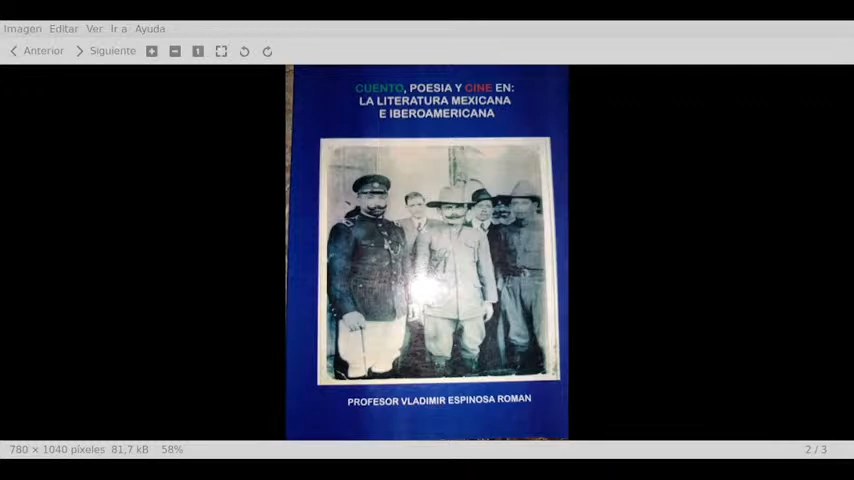 Imagen Editar Ver Ir a Ayuda
Anterior Siguiente 1
CUENTO, POESIA Y CINE EN:
LA LITERATURA MEXICANA
E IBEROAMERICANA
PROFESOR VLADIMIR ESPINOSA ROMAN
780 × 1040 píxeles 81,7 kB 58%
2 / 3